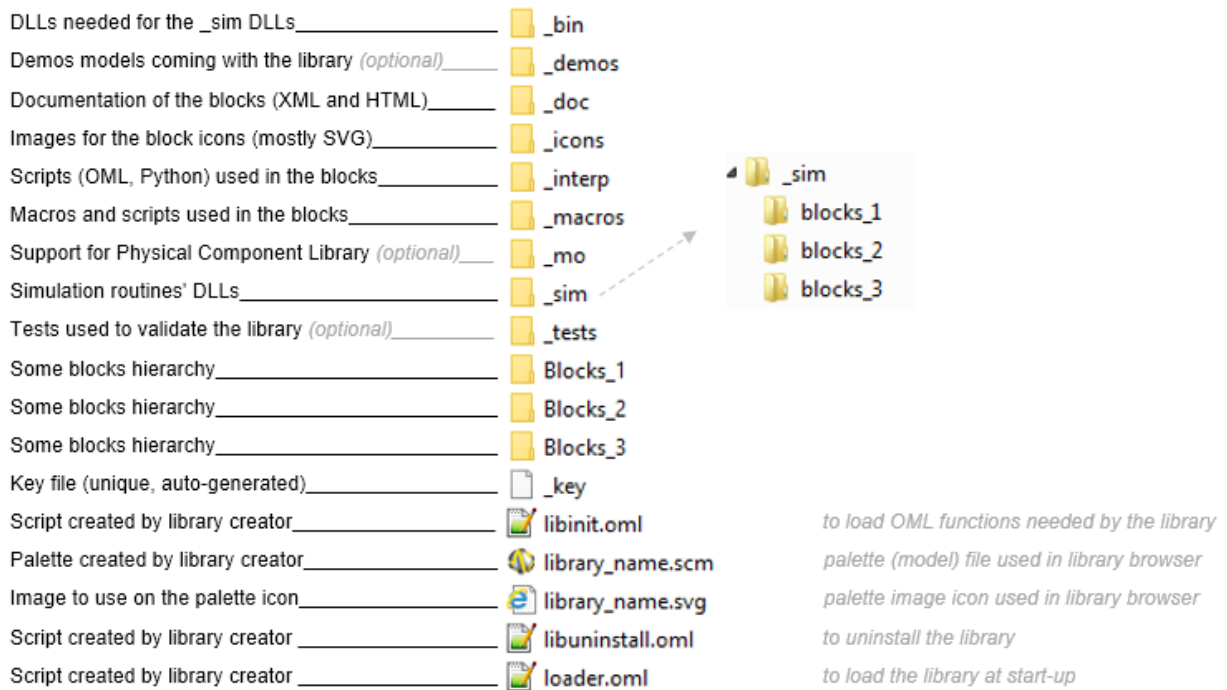 DLLs needed for the _sim DLLs _bin
Demos models coming with the library (optional) _demos
Documentation of the blocks (XML and HTML) _doc
Images for the block icons (mostly SVG) _icons
Scripts (OML, Python) used in the blocks _interp
Macros and scripts used in the blocks _macros
Support for Physical Component Library (optional) _mo
Simulation routines' DLLs _sim
Tests used to validate the library (optional) _tests
Some blocks hierarchy Blocks_1
Some blocks hierarchy Blocks_2
Some blocks hierarchy Blocks_3
Key file (unique, auto-generated) _key
Script created by library creator libinit.oml to load OML functions needed by the library
Palette created by library creator library_name.scm palette (model) file used in library browser
Image to use on the palette icon library_name.svg palette image icon used in library browser
Script created by library creator libuninstall.oml to uninstall the library
Script created by library creator loader.oml to load the library at start-up
_sim
blocks_1
blocks_2
blocks_3